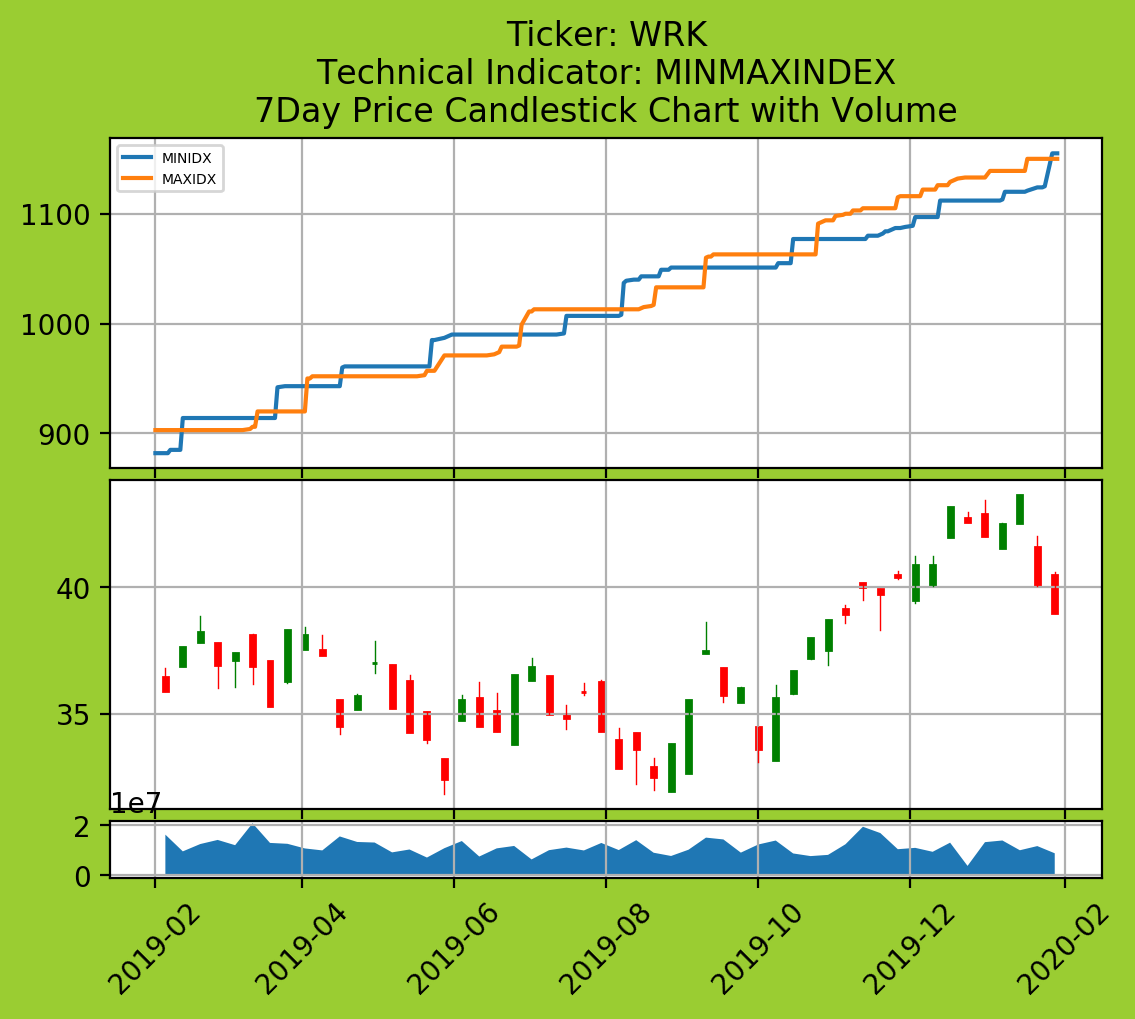 Ticker: WRK
Technical Indicator: MINMAXINDEX
7Day Price Candlestick Chart with Volume
MINIDX
MAXIDX
1100
1000
900
40
35
1e7
2
0
2019-02
2019-04
2019-06
2019-08
2019-10
2019-12
2020-02